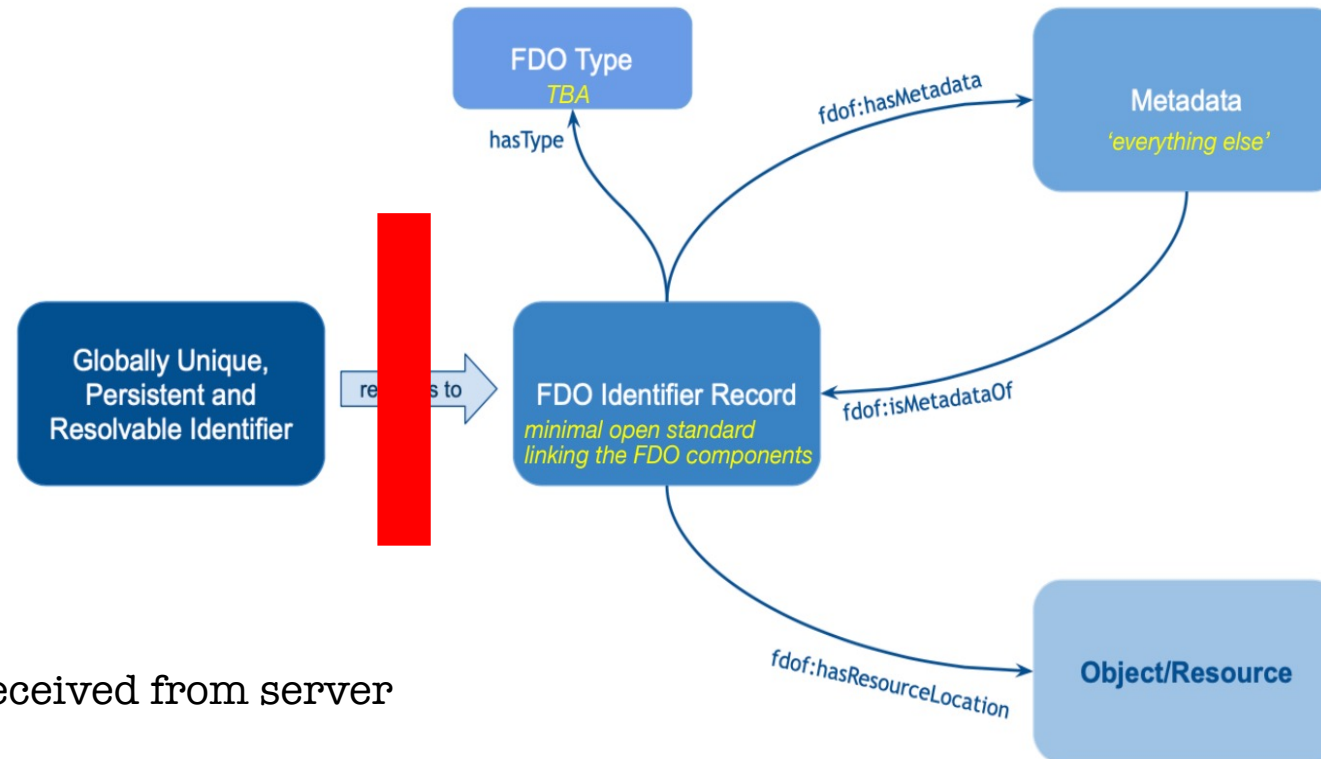 FDO Type
TBA
hasType
fdof:hasMetadata
Metadata
'everything else'
Globally Unique,
Persistent and
Resolvable Identifier
to
FDO Identifier Record
minimal open standard
linking the FDO components
fdof:isMetadataOf
fdof:hasResourceLocation
Object/Resource
from server